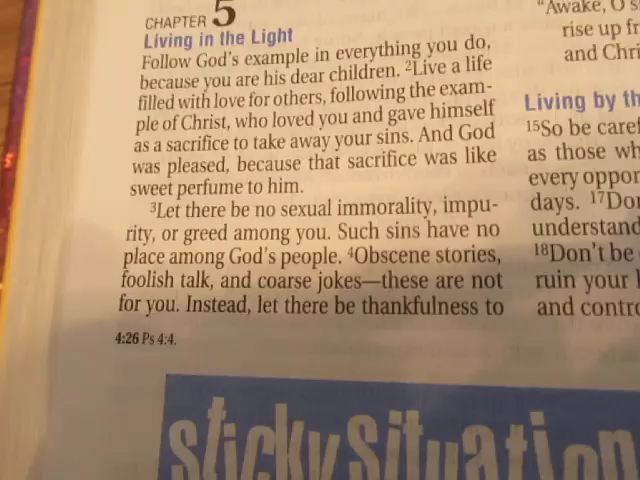 CHAPTER 5
Living in the Light
Follow God's example in everything you do,
because you are his dear children. ²Live a life
filled with love for others, following the exam-
ple of Christ, who loved you and gave himself
as a sacrifice to take away your sins. And God
was pleased, because that sacrifice was like
sweet perfume to him.
³Let there be no sexual immorality, impu-
rity, or greed among you. Such sins have no
place among God's people. ⁴Obscene stories,
foolish talk, and coarse jokes—these are not
for you. Instead, let there be thankfulness to
4:26 Ps 4:4.
"Awake, O s
rise up fr
and Chri
Living by th
¹⁵So be caref
as those wh
every oppor
days. ¹⁷Don
understand
¹⁸Don't be
ruin your l
and contro
sticky situation